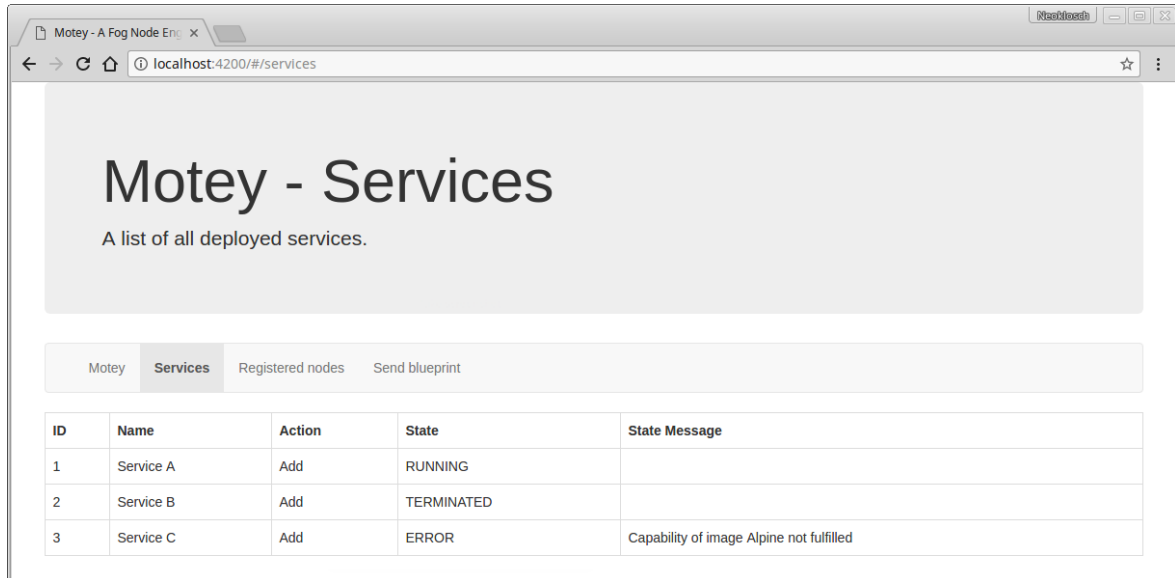 Neoklosch
Motey - A Fog Node Eng
localhost:4200/#/services
Motey - Services
A list of all deployed services.
Motey Services Registered nodes Send blueprint
ID Name Action State State Message
1 Service A Add RUNNING
2 Service B Add TERMINATED
3 Service C Add ERROR Capability of image Alpine not fulfilled